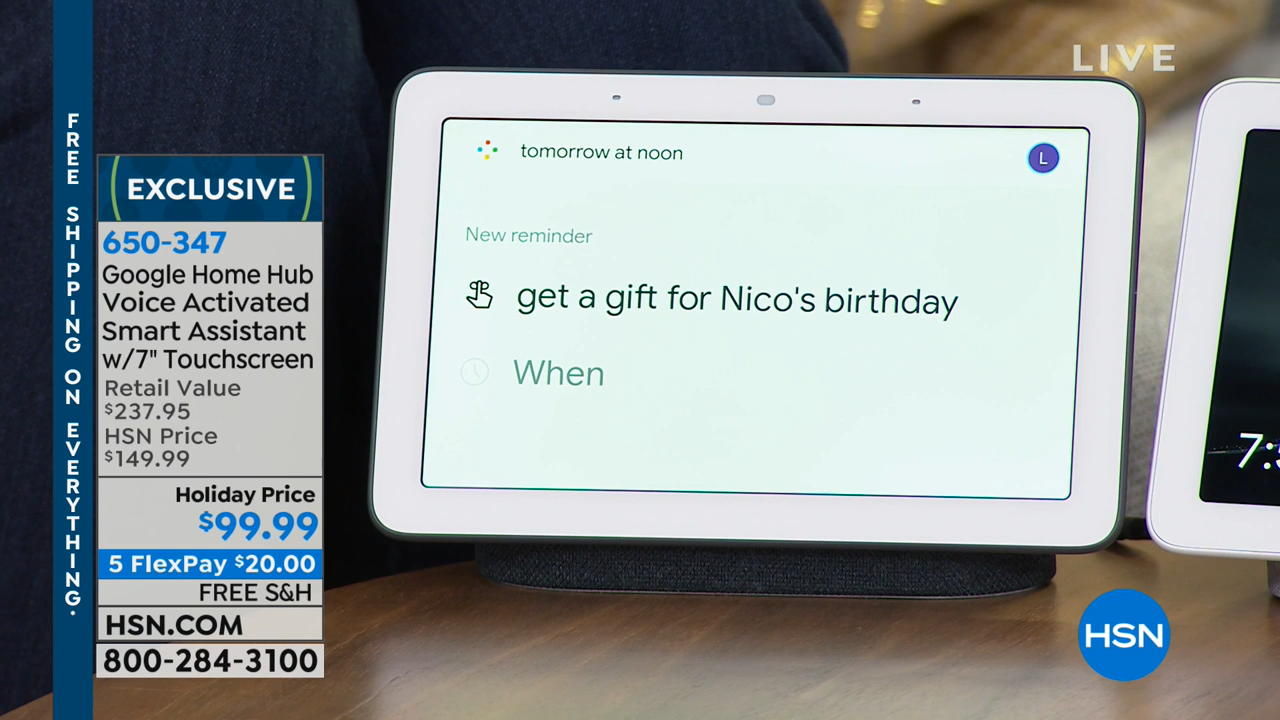 FREE SHIPPING ON EVERYTHING.*
EXCLUSIVE
650-347
Google Home Hub
Voice Activated
Smart Assistant
w/7" Touchscreen
Retail Value
$237.95
HSN Price
$149.99
Holiday Price
$99.99
5 FlexPay $20.00
FREE S&H
HSN.COM
800-284-3100
LIVE
tomorrow at noon
L
New reminder
get a gift for Nico's birthday
When
HSN